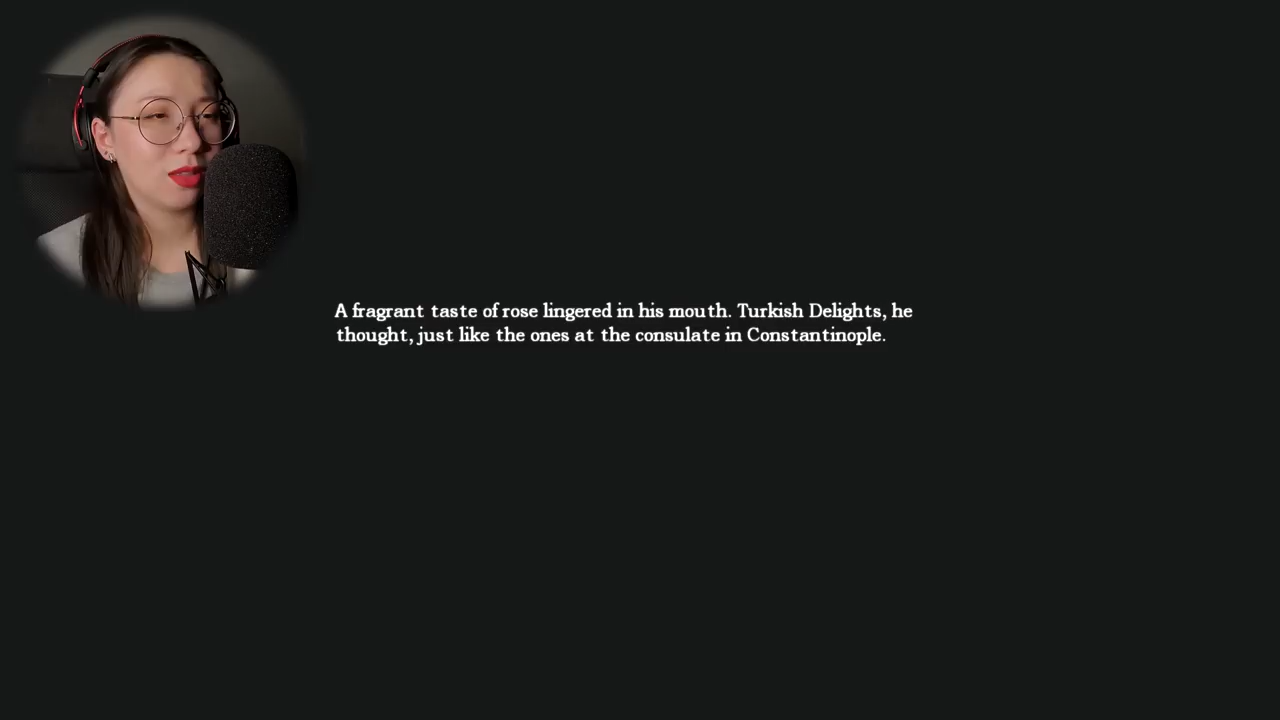 A fragrant taste of rose lingered in his mouth. Turkish Delights, he
thought, just like the ones at the consulate in Constantinople.